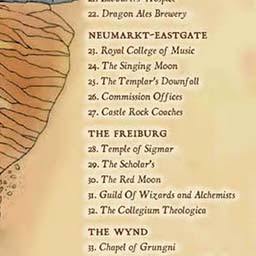 22. Dragon Ales Brewery
NEUMARKT-EASTGATE
23. Royal College of Music
24. The Singing Moon
25. The Templar's Downfall
26. Commission Offices
27. Castle Rock Coaches
THE FREIBURG
28. Temple of Sigmar
29. The Scholar's
30. The Red Moon
31. Guild Of Wizards and Alchemists
32. The Collegium Theologica
THE WYND
33. Chapel of Grungni